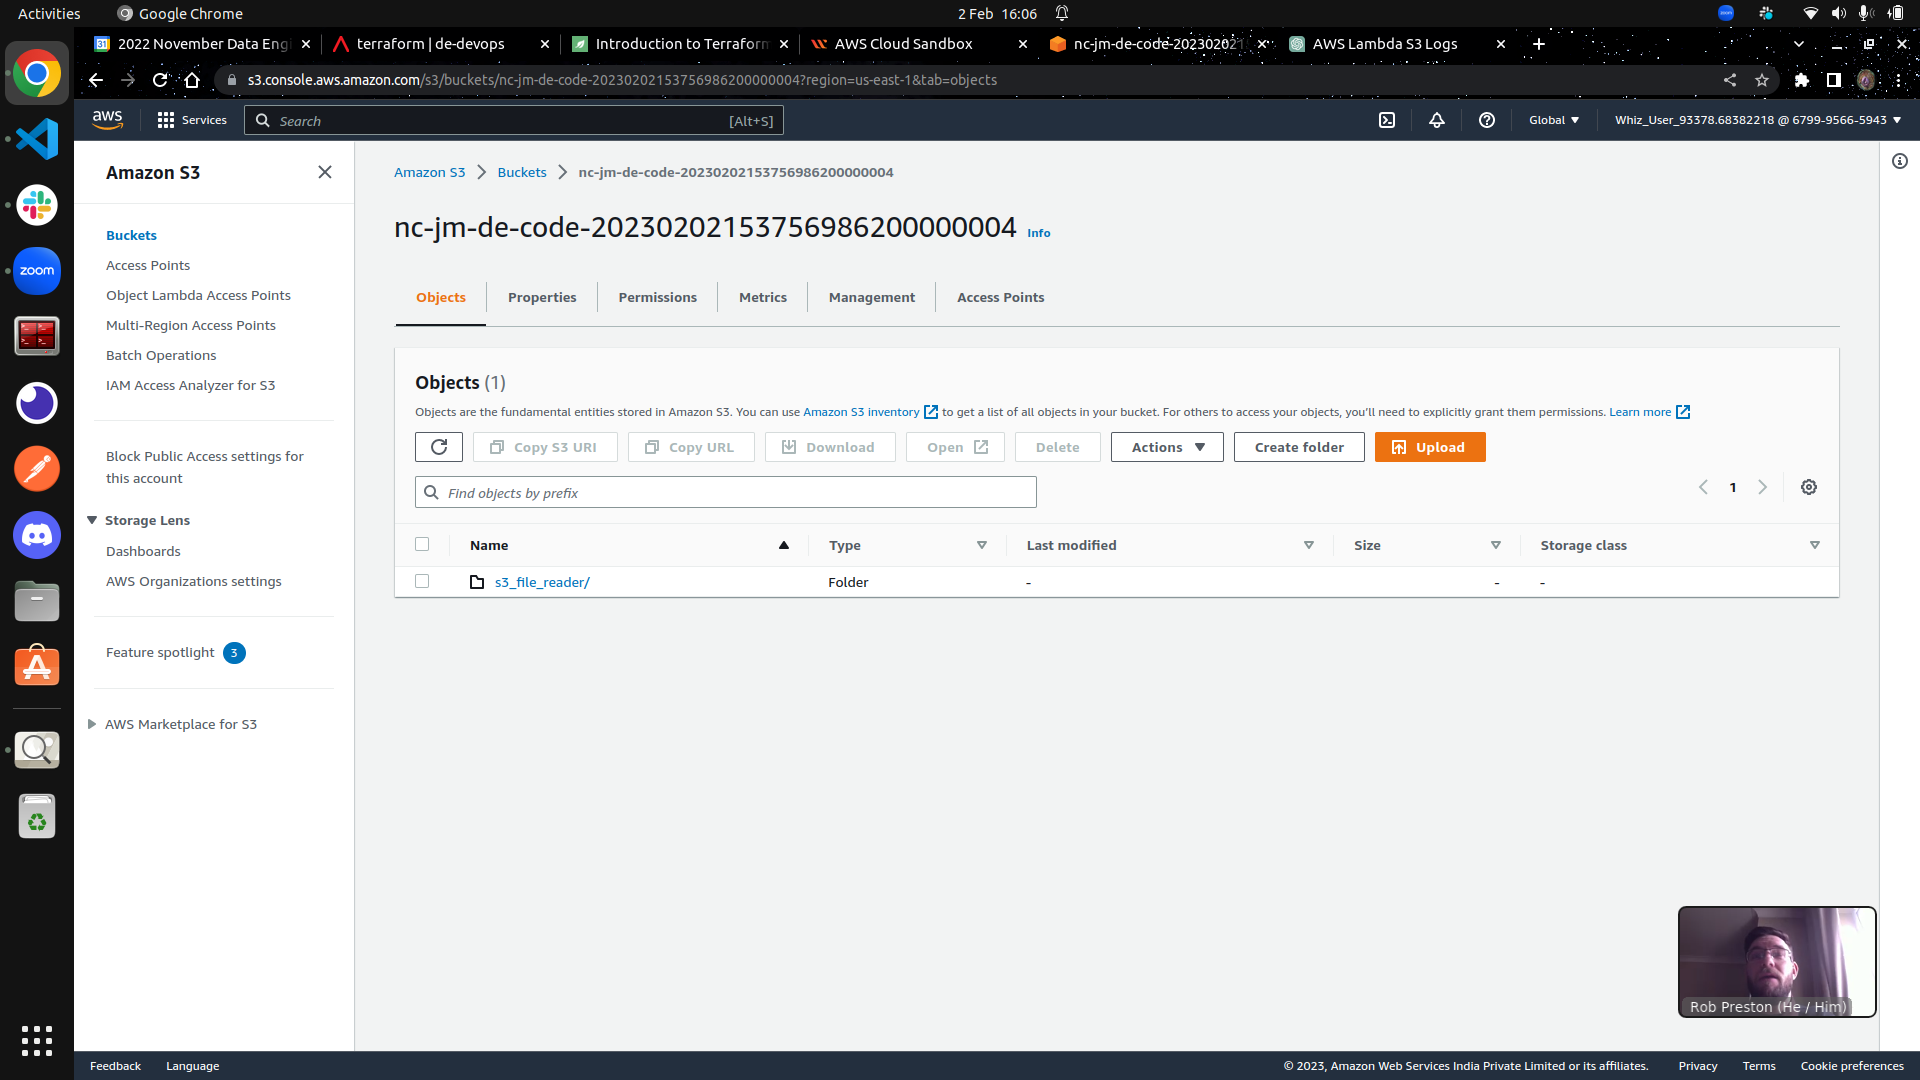 Activities
Google Chrome
2 Feb 16:06
zoom
2022 November Data Eng
terraform | de-devops
Introduction to Terraform
AWS Cloud Sandbox
nc-jm-de-code-20230202
AWS Lambda S3 Logs
s3.console.aws.amazon.com/s3/buckets/nc-jm-de-code-20230202153756986200000004?region=us-east-1&tab=objects
aws
Services
Search
[Alt+S]
Global
Whiz_User_93378.68382218 @ 6799-9566-5943
Amazon S3
Buckets
Access Points
Object Lambda Access Points
Multi-Region Access Points
Batch Operations
IAM Access Analyzer for S3
Block Public Access settings for
this account
Storage Lens
Dashboards
AWS Organizations settings
Feature spotlight 3
AWS Marketplace for S3
Amazon S3
Buckets
nc-jm-de-code-20230202153756986200000004
nc-jm-de-code-20230202153756986200000004 Info
Objects
Properties
Permissions
Metrics
Management
Access Points
Objects (1)
Objects are the fundamental entities stored in Amazon S3. You can use Amazon S3 inventory to get a list of all objects in your bucket. For others to access your objects, you'll need to explicitly grant them permissions. Learn more
Copy S3 URI
Copy URL
Download
Open
Delete
Actions
Create folder
Upload
Find objects by prefix
1
Name
Type
Last modified
Size
Storage class
s3_file_reader/
Folder
-
-
-
Rob Preston (He / Him)
Feedback
Language
© 2023, Amazon Web Services India Private Limited or its affiliates.
Privacy
Terms
Cookie preferences